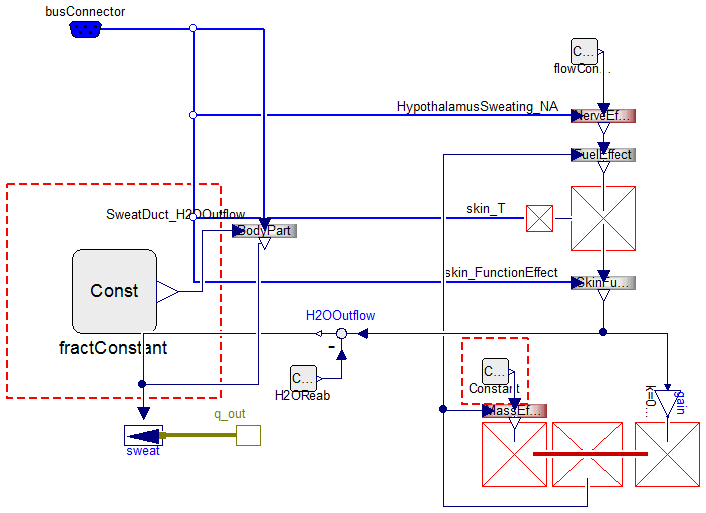 busConnector
C...
flowCon...
HypothalamusSweating_NA
NerveEf...
FuelEffect
skin_T
SweatDuct_H2OOutflow
BodyPart
skin_FunctionEffect
SkinFu...
Const
fractConstant
H2OOutflow
-
C...
H2OReab
C...
Constant
MassEf...
gain
k=0...
q_out
sweat